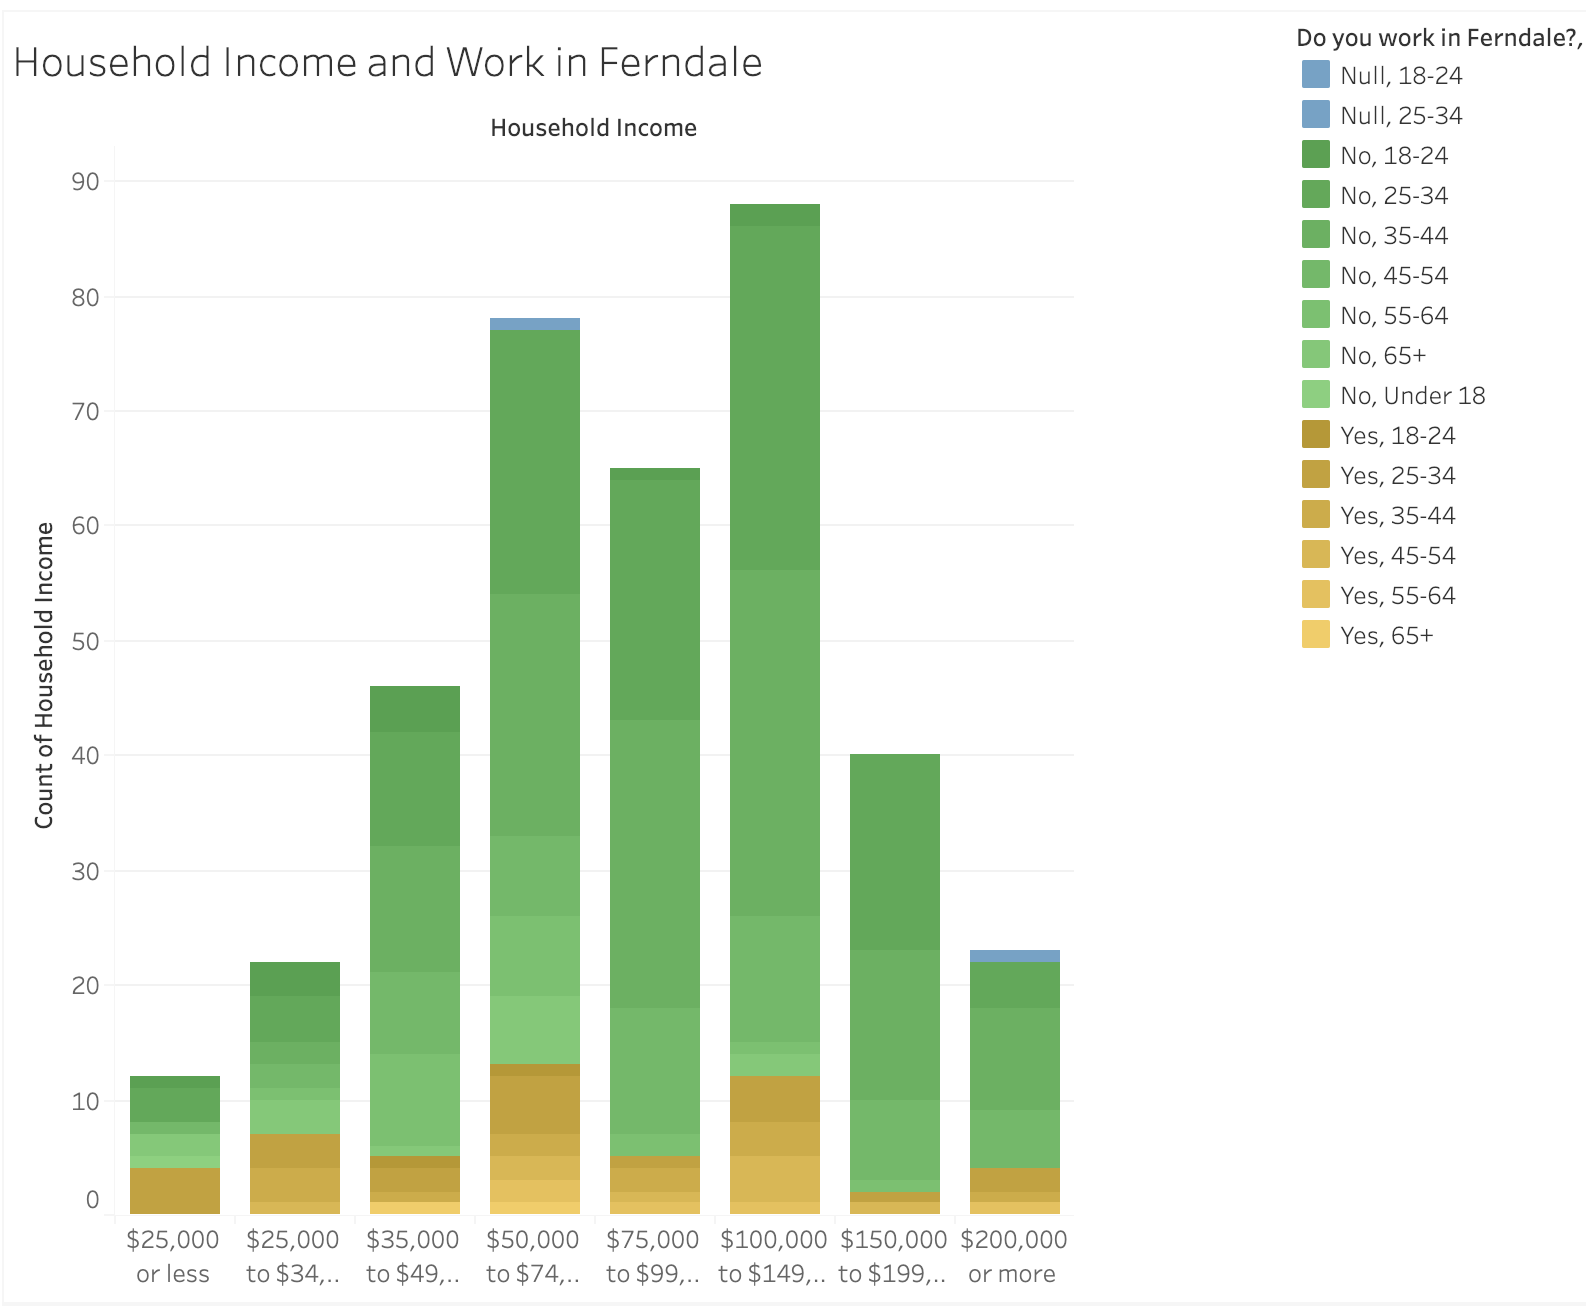 Household Income and Work in Ferndale
Household Income
Count of Household Income
90
80
70
60
50
40
30
20
10
0
$25,000
or less
$25,000
to $34,..
$35,000
to $49,..
$50,000
to $74,..
$75,000
to $99,..
$100,000
to $149,..
$150,000
to $199,..
$200,000
or more
Do you work in Ferndale?,
Null, 18-24
Null, 25-34
No, 18-24
No, 25-34
No, 35-44
No, 45-54
No, 55-64
No, 65+
No, Under 18
Yes, 18-24
Yes, 25-34
Yes, 35-44
Yes, 45-54
Yes, 55-64
Yes, 65+